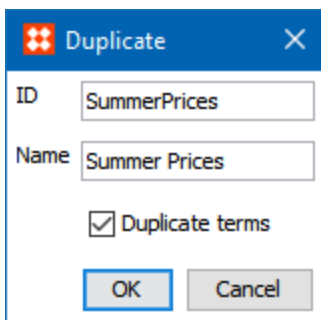 Duplicate
ID SummerPrices
Name Summer Prices
Duplicate terms
OK Cancel